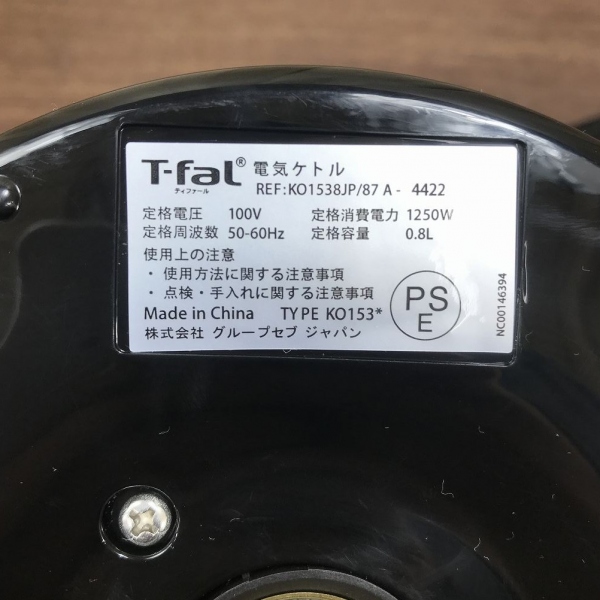 T-fal® 電気ケトル
ティファール
REF:KO1538JP/87 A - 4422
定格電圧 100V 定格消費電力 1250W
定格周波数 50-60Hz 定格容量 0.8L
使用上の注意
・使用方法に関する注意事項
・点検・手入れに関する注意事項
Made in China TYPE KO153*
株式会社 グループセブ ジャパン
PS
E
NC00146394